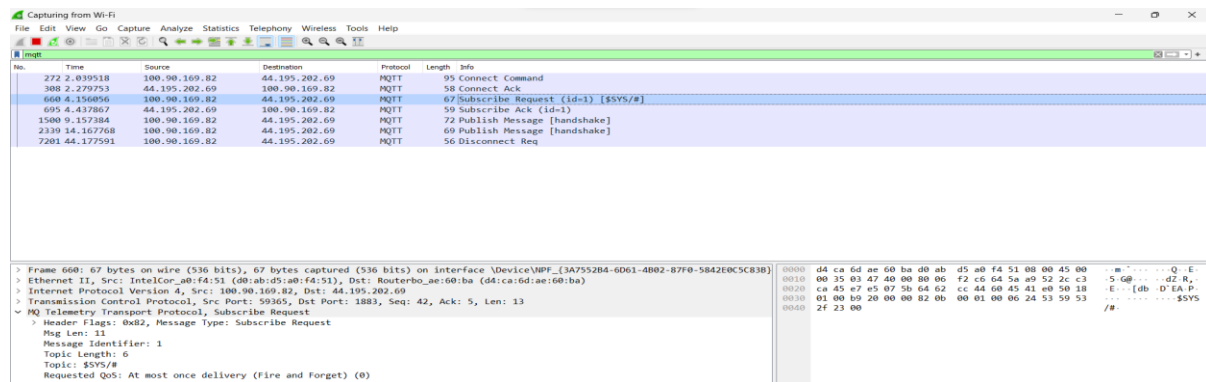 Capturing from Wi-Fi
File Edit View Go Capture Analyze Statistics Telephony Wireless Tools Help
mqtt
No. Time Source Destination Protocol Length Info
272 2.039518 100.90.169.82 44.195.202.69 MQTT 95 Connect Command
308 2.279753 44.195.202.69 100.90.169.82 MQTT 58 Connect Ack
660 4.156056 100.90.169.82 44.195.202.69 MQTT 67 Subscribe Request (id=1) [$SYS/#]
695 4.437867 44.195.202.69 100.90.169.82 MQTT 59 Subscribe Ack (id=1)
1500 9.157384 100.90.169.82 44.195.202.69 MQTT 72 Publish Message [handshake]
2339 14.167768 100.90.169.82 44.195.202.69 MQTT 69 Publish Message [handshake]
7201 44.177591 100.90.169.82 44.195.202.69 MQTT 56 Disconnect Req
> Frame 660: 67 bytes on wire (536 bits), 67 bytes captured (536 bits) on interface \Device\NPF_{3A7552B4-6D61-4B02-87F0-5842E0C5C83B}
> Ethernet II, Src: IntelCor_a0:f4:51 (d0:ab:d5:a0:f4:51), Dst: Routerbo_ae:60:ba (d4:ca:6d:ae:60:ba)
> Internet Protocol Version 4, Src: 100.90.169.82, Dst: 44.195.202.69
> Transmission Control Protocol, Src Port: 59365, Dst Port: 1883, Seq: 42, Ack: 5, Len: 13
MQ Telemetry Transport Protocol, Subscribe Request
> Header Flags: 0x82, Message Type: Subscribe Request
Msg Len: 11
Message Identifier: 1
Topic Length: 6
Topic: $SYS/#
Requested QoS: At most once delivery (Fire and Forget) (0)
0000 d4 ca 6d ae 60 ba d0 ab d5 a0 f4 51 08 00 45 00 ··m·`··· ···Q··E·
0010 00 35 03 47 40 00 80 06 f2 c6 64 5a a9 52 2c c3 ·5·G@··· ··dZ·R,·
0020 ca 45 e7 e5 07 5b 64 62 cc 44 60 45 41 e0 50 18 ·E···[db ·D`EA·P·
0030 01 00 b9 20 00 00 82 0b 00 01 00 06 24 53 59 53 ··· ···· ····$SYS
0040 2f 23 00 /#·